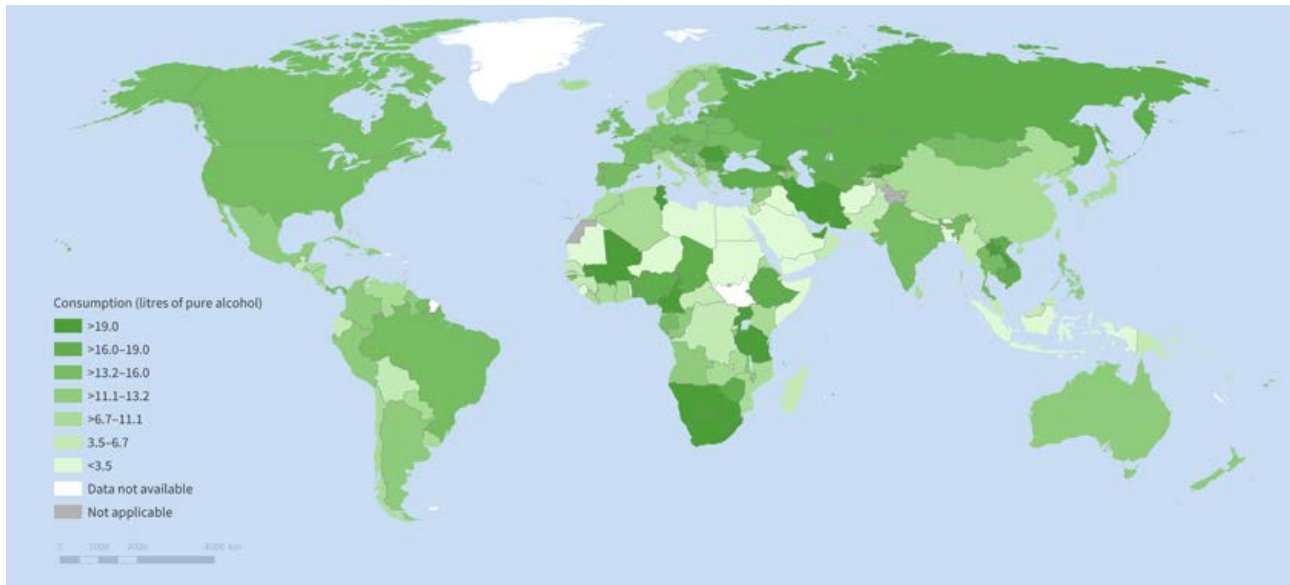 Consumption (litres of pure alcohol)
>19.0
>16.0–19.0
>13.2–16.0
>11.1–13.2
>6.7–11.1
3.5–6.7
<3.5
Data not available
Not applicable
0 1000 2000 4000 km